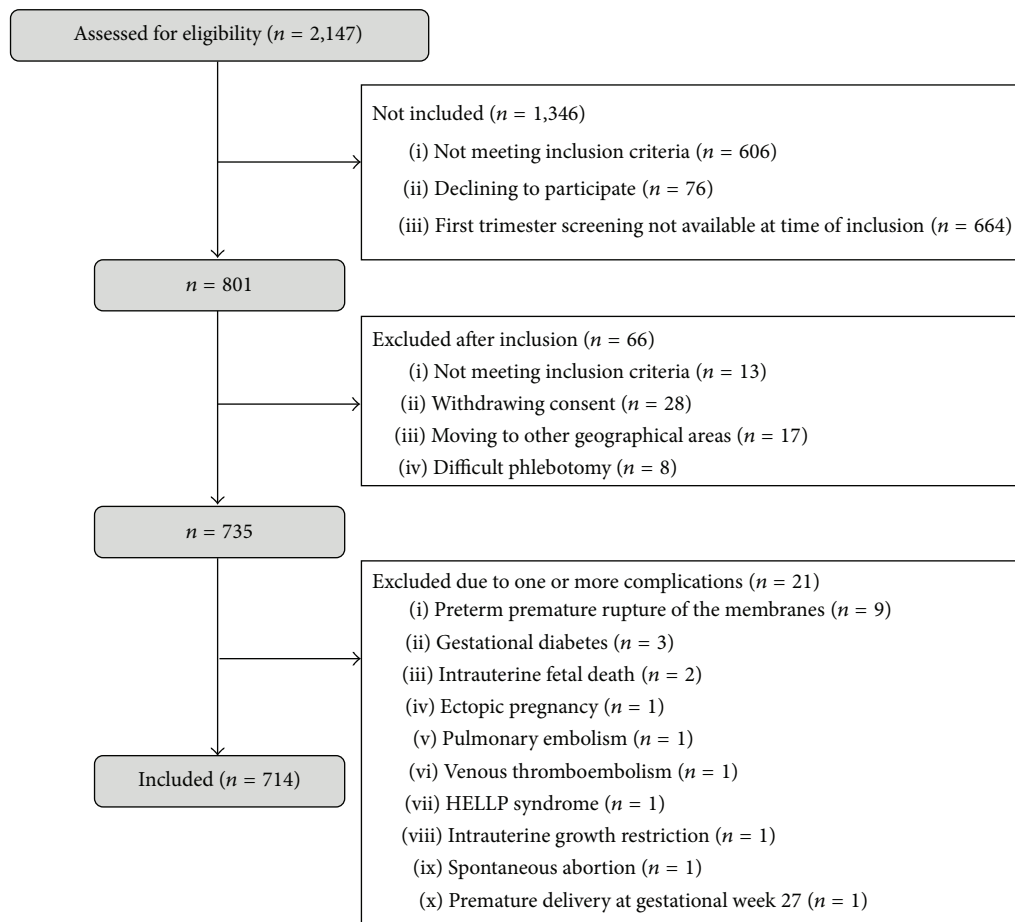 Assessed for eligibility (n = 2,147)
Not included (n = 1,346)
(i) Not meeting inclusion criteria (n = 606)
(ii) Declining to participate (n = 76)
(iii) First trimester screening not available at time of inclusion (n = 664)
n = 801
Excluded after inclusion (n = 66)
(i) Not meeting inclusion criteria (n = 13)
(ii) Withdrawing consent (n = 28)
(iii) Moving to other geographical areas (n = 17)
(iv) Difficult phlebotomy (n = 8)
n = 735
Excluded due to one or more complications (n = 21)
(i) Preterm premature rupture of the membranes (n = 9)
(ii) Gestational diabetes (n = 3)
(iii) Intrauterine fetal death (n = 2)
(iv) Ectopic pregnancy (n = 1)
(v) Pulmonary embolism (n = 1)
(vi) Venous thromboembolism (n = 1)
(vii) HELLP syndrome (n = 1)
(viii) Intrauterine growth restriction (n = 1)
(ix) Spontaneous abortion (n = 1)
(x) Premature delivery at gestational week 27 (n = 1)
Included (n = 714)